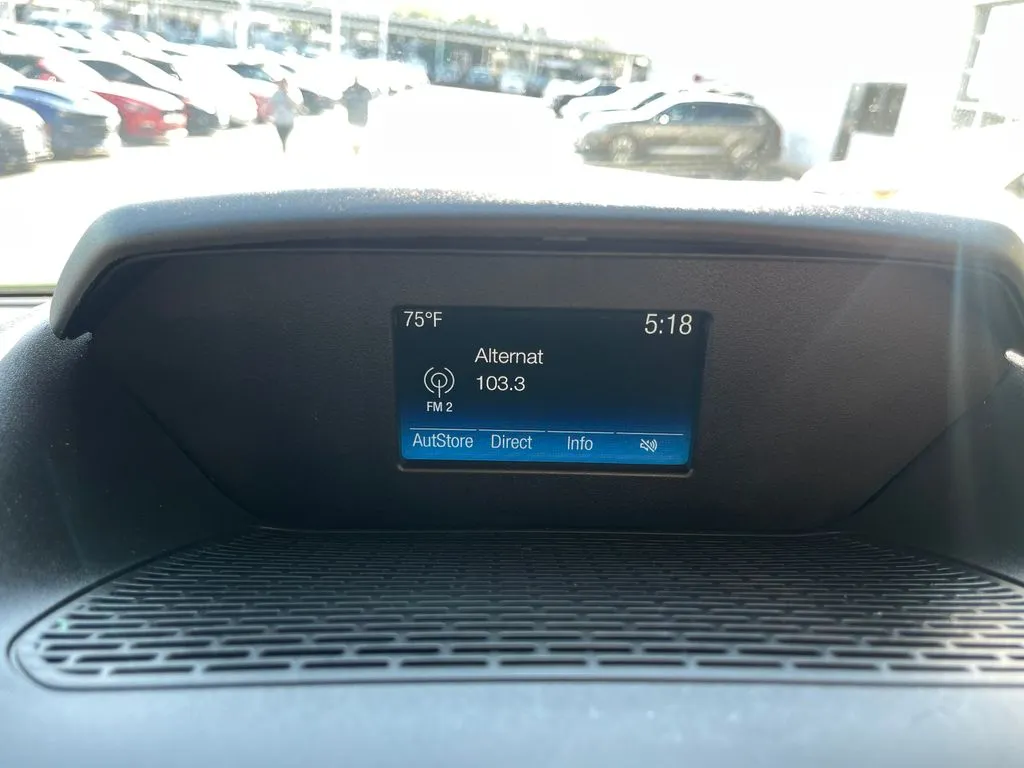 75°F 5:18
Alternat
103.3
FM 2
AutStore Direct Info